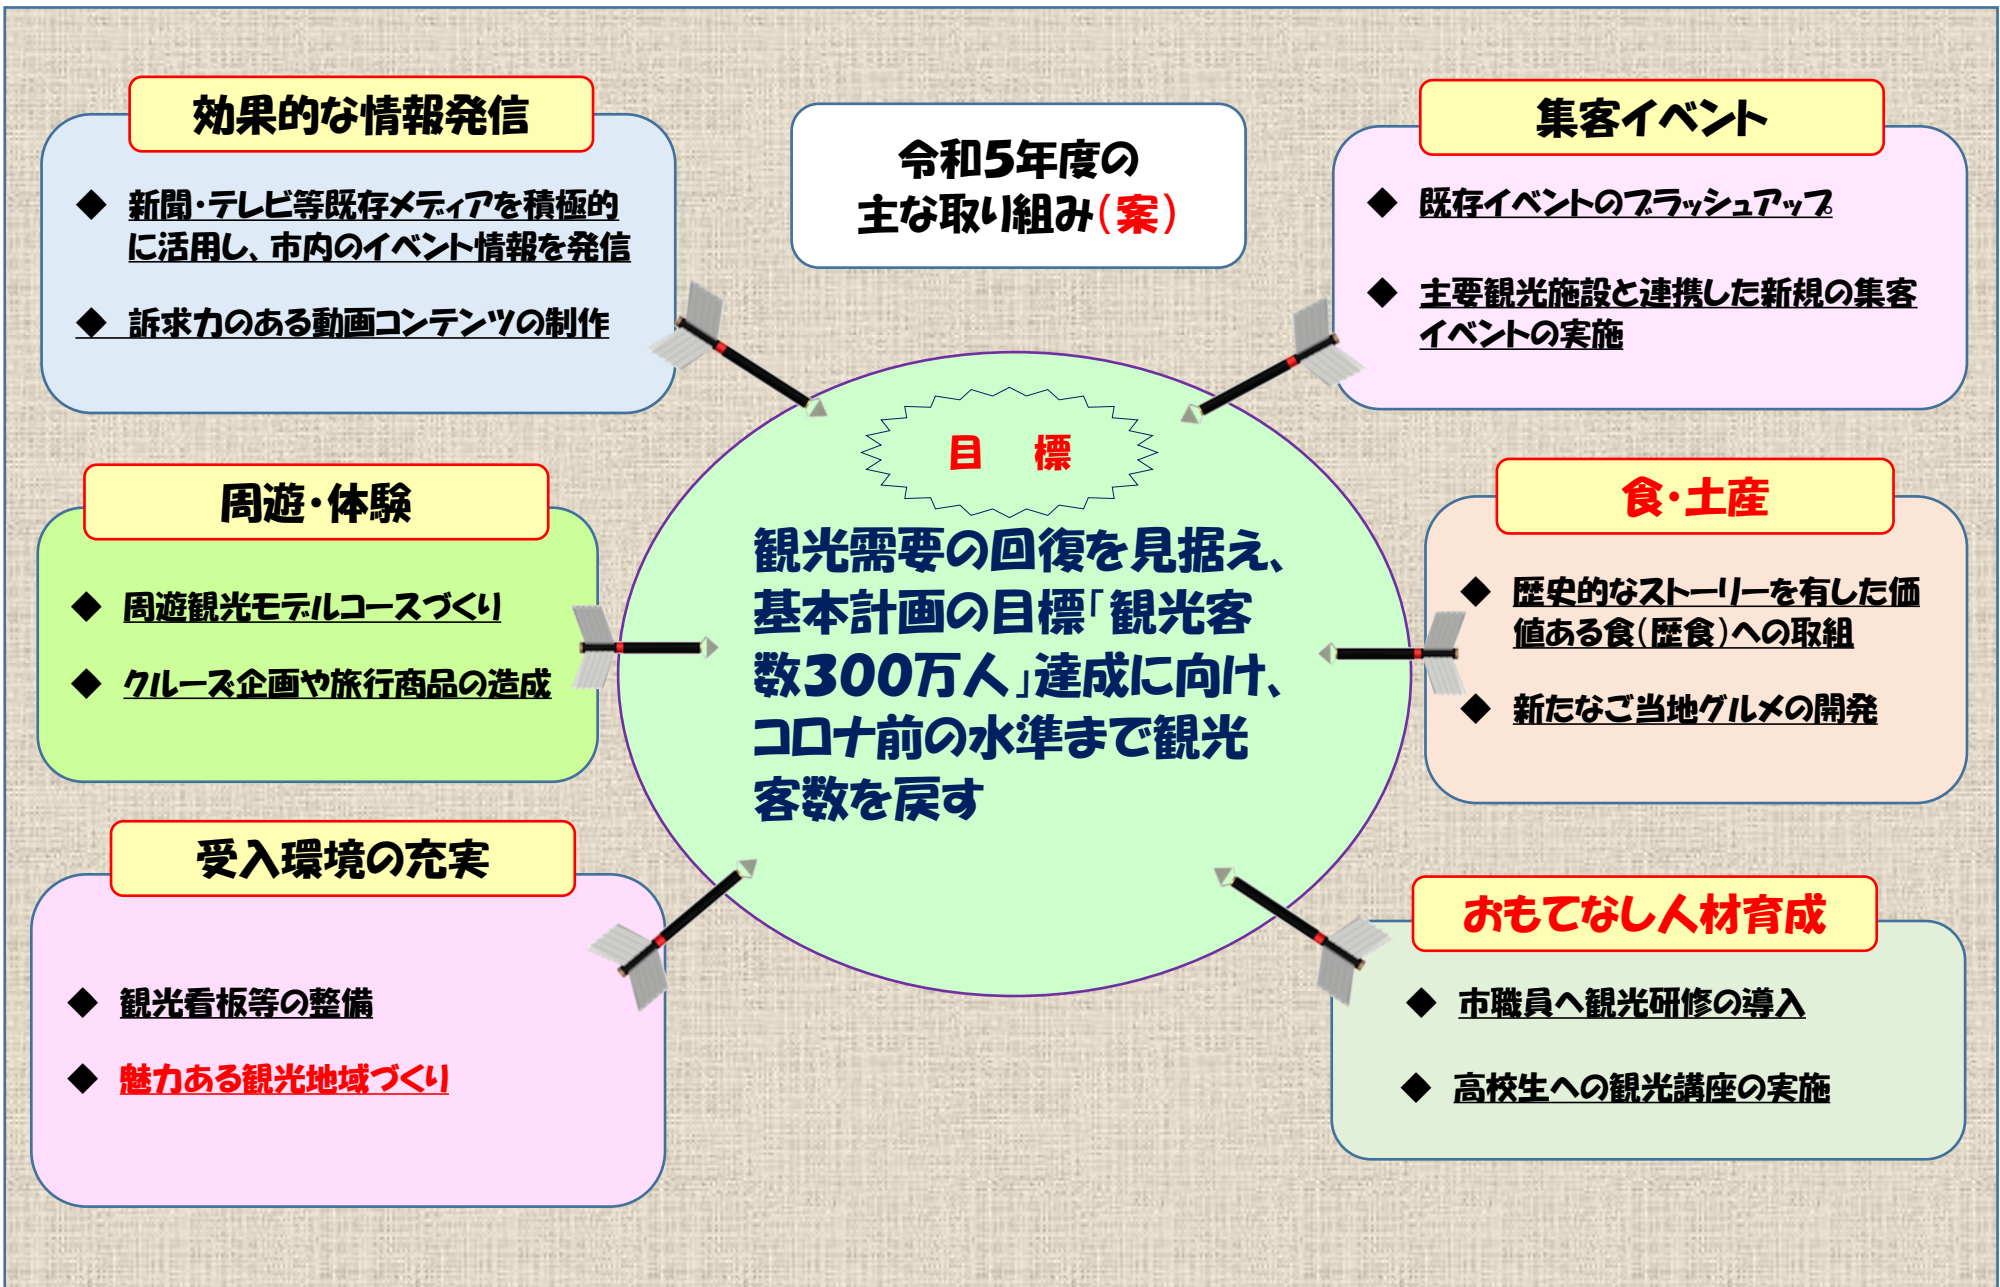 令和5年度の
主な取り組み(案)
効果的な情報発信
◆ 新聞・テレビ等既存メディアを積極的
に活用し、市内のイベント情報を発信
◆ 訴求力のある動画コンテンツの制作
集客イベント
◆ 既存イベントのブラッシュアップ
◆ 主要観光施設と連携した新規の集客
イベントの実施
目 標
観光需要の回復を見据え、
基本計画の目標「観光客
数300万人」達成に向け、
コロナ前の水準まで観光
客数を戻す
周遊・体験
◆ 周遊観光モデルコースづくり
◆ クルーズ企画や旅行商品の造成
食・土産
◆ 歴史的なストーリーを有した価
値ある食(歴食)への取組
◆ 新たなご当地グルメの開発
受入環境の充実
◆ 観光看板等の整備
◆ 魅力ある観光地域づくり
おもてなし人材育成
◆ 市職員へ観光研修の導入
◆ 高校生への観光講座の実施